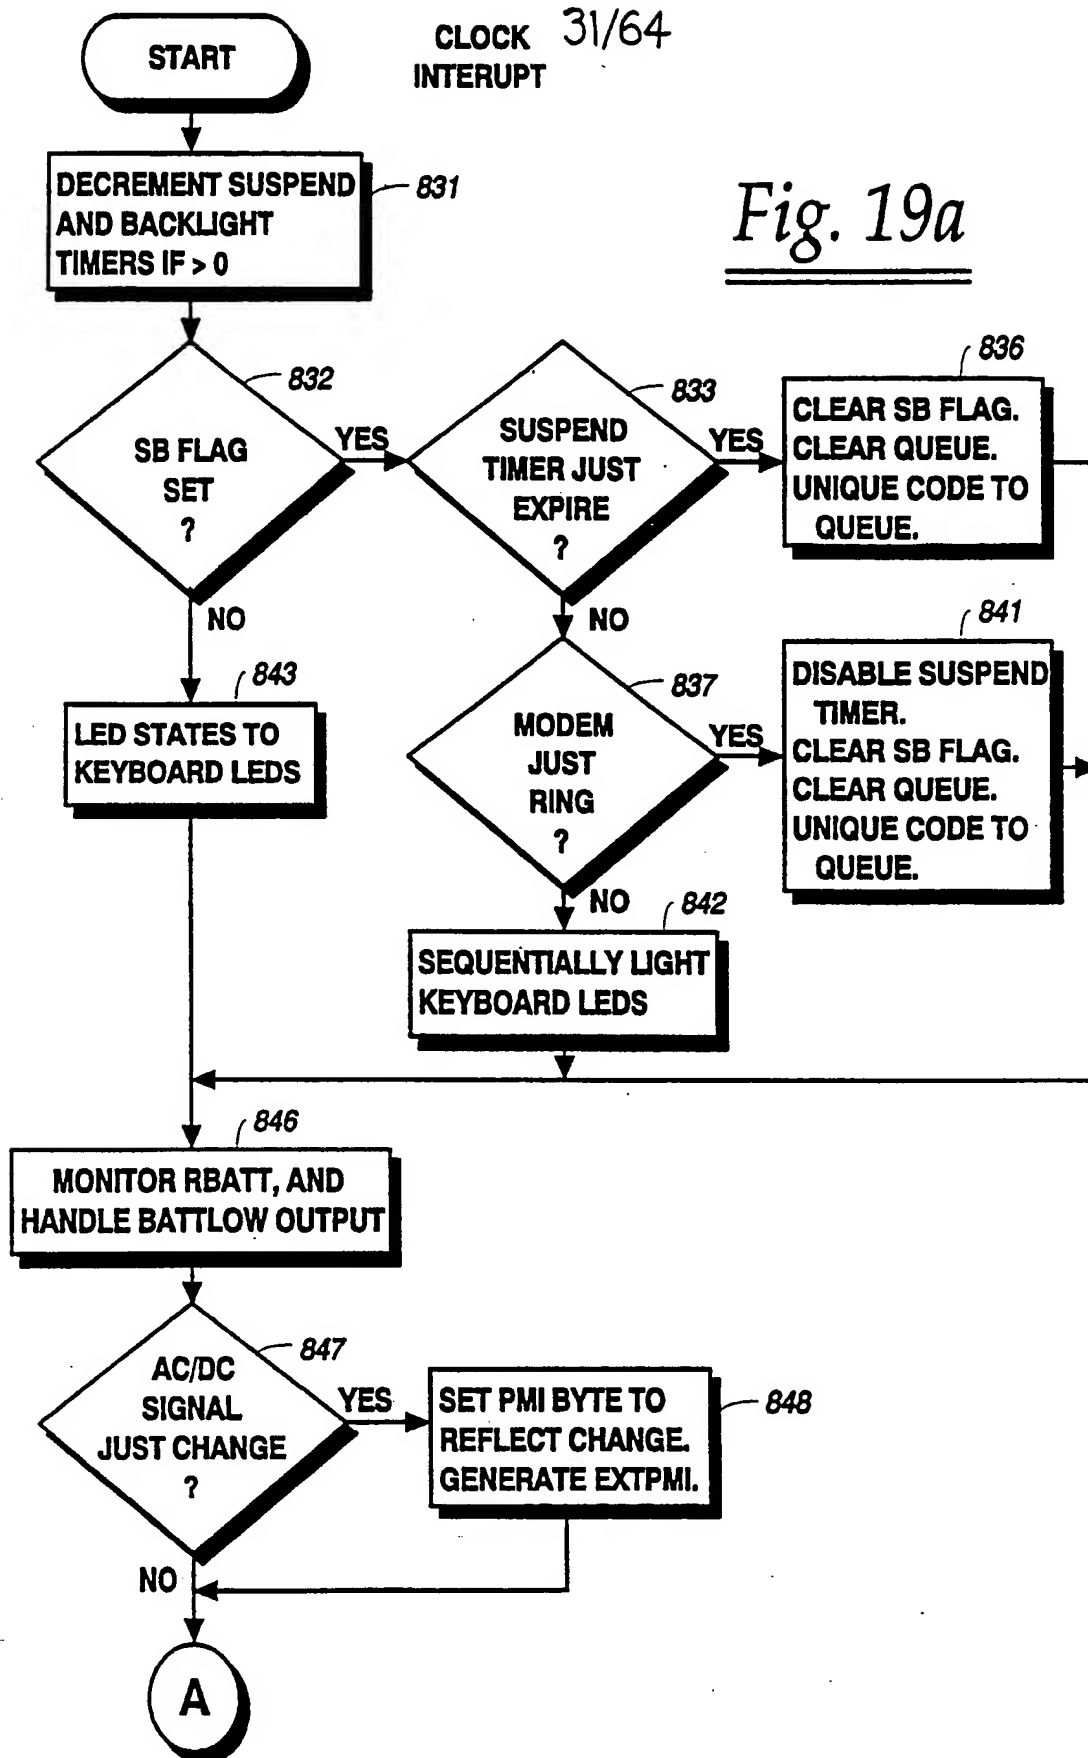 START
CLOCK 31/64
INTERUPT
DECREMENT SUSPEND
AND BACKLIGHT
TIMERS IF > 0
831
Fig. 19a
SB FLAG
SET
?
832
YES
NO
SUSPEND
TIMER JUST
EXPIRE
?
833
YES
NO
836
CLEAR SB FLAG.
CLEAR QUEUE.
UNIQUE CODE TO
QUEUE.
843
LED STATES TO
KEYBOARD LEDS
MODEM
JUST
RING
?
837
YES
NO
841
DISABLE SUSPEND
TIMER.
CLEAR SB FLAG.
CLEAR QUEUE.
UNIQUE CODE TO
QUEUE.
842
SEQUENTIALLY LIGHT
KEYBOARD LEDS
846
MONITOR RBATT, AND
HANDLE BATTLOW OUTPUT
AC/DC
SIGNAL
JUST CHANGE
?
847
YES
NO
SET PMI BYTE TO
REFLECT CHANGE.
GENERATE EXTPMI.
848
A